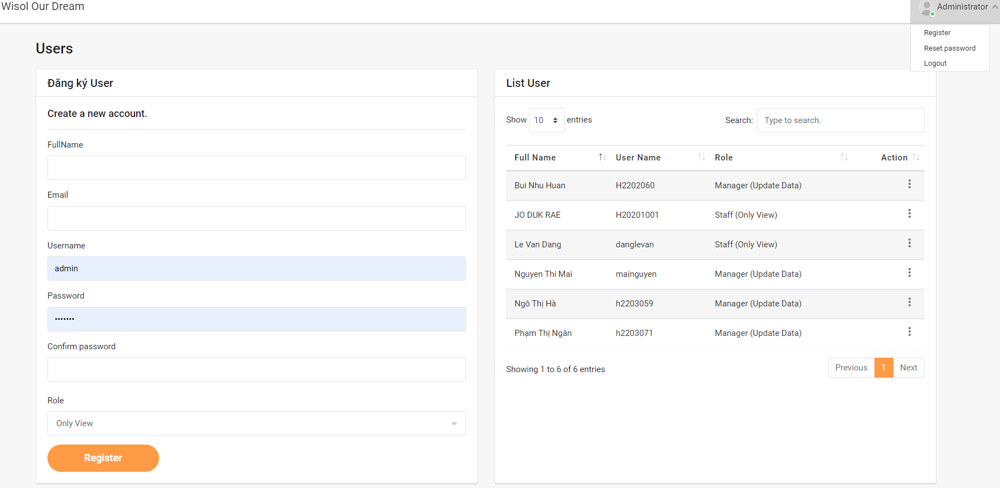 Wisol Our Dream
Administrator
Register
Reset password
Logout
Users
Đăng ký User
Create a new account.
FullName
Email
Username
admin
Password
•••••••
Confirm password
Role
Only View
Register
List User
Show 10 entries
Search: Type to search.
Full Name User Name Role Action
Bui Nhu Huan H2202060 Manager (Update Data)
JO DUK RAE H20201001 Staff (Only View)
Le Van Dang danglevan Staff (Only View)
Nguyen Thi Mai mainguyen Manager (Update Data)
Ngô Thị Hà h2203059 Manager (Update Data)
Phạm Thị Ngân h2203071 Manager (Update Data)
Showing 1 to 6 of 6 entries
Previous 1 Next